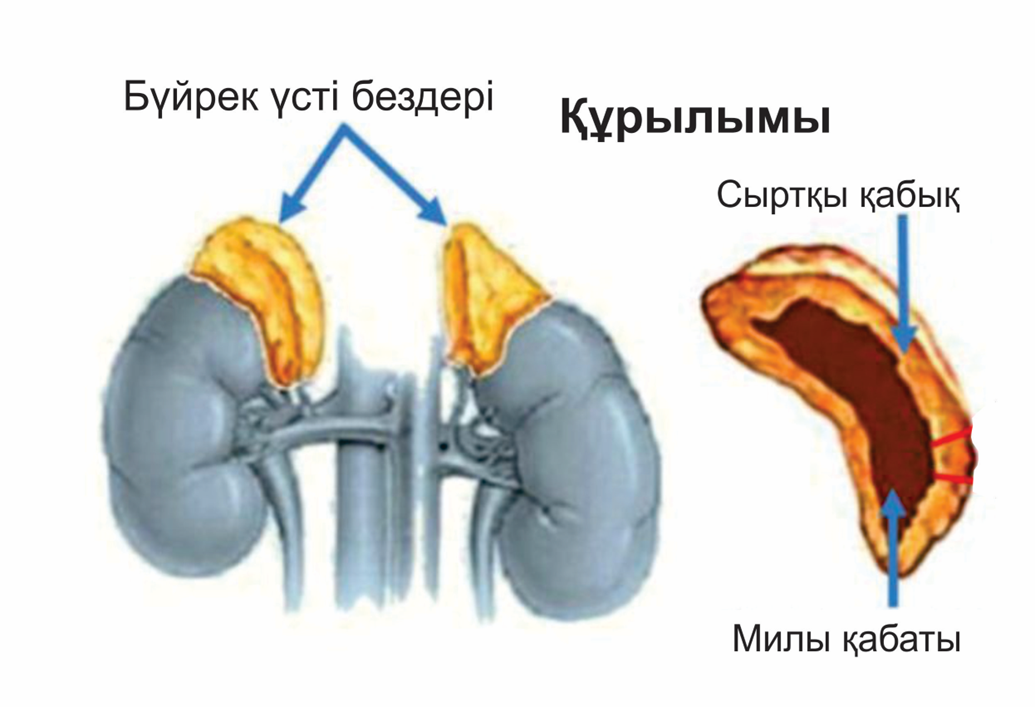 Бүйрек үсті бездері
Құрылымы
Сыртқы қабық
Милы қабаты